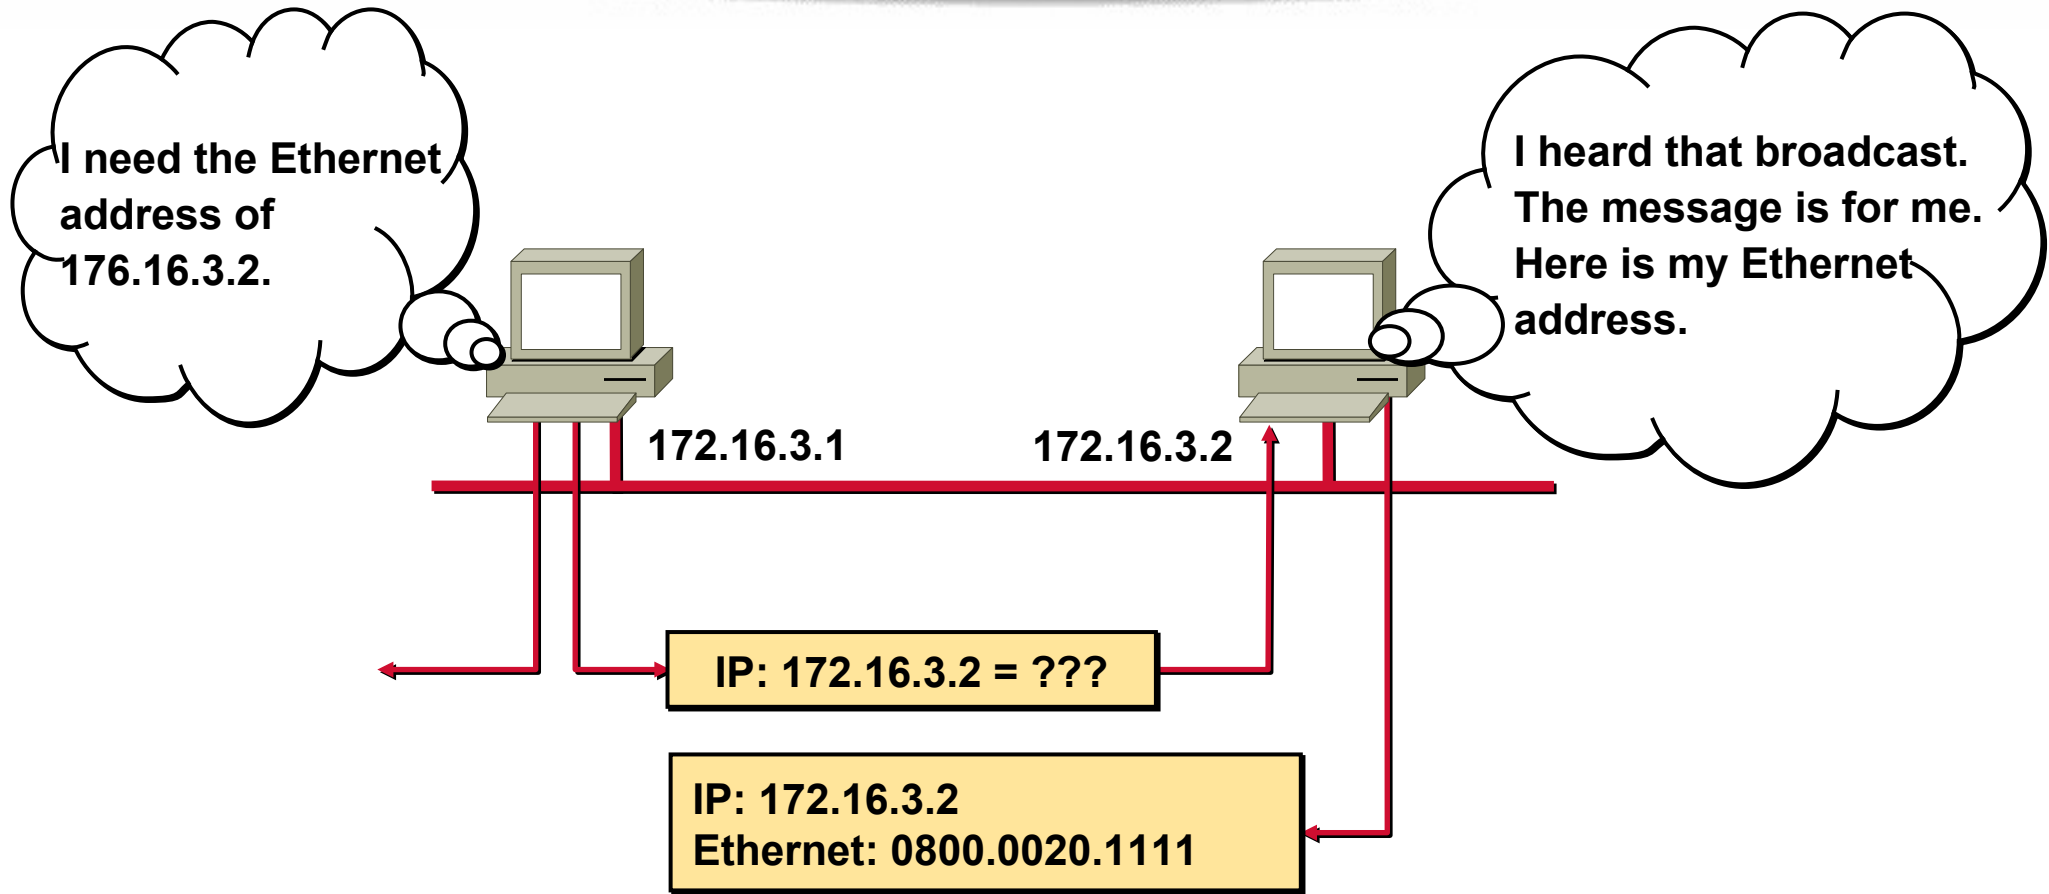 I need the Ethernet
address of
176.16.3.2.
I heard that broadcast.
The message is for me.
Here is my Ethernet
address.
172.16.3.1
172.16.3.2
IP: 172.16.3.2 = ???
IP: 172.16.3.2
Ethernet: 0800.0020.1111